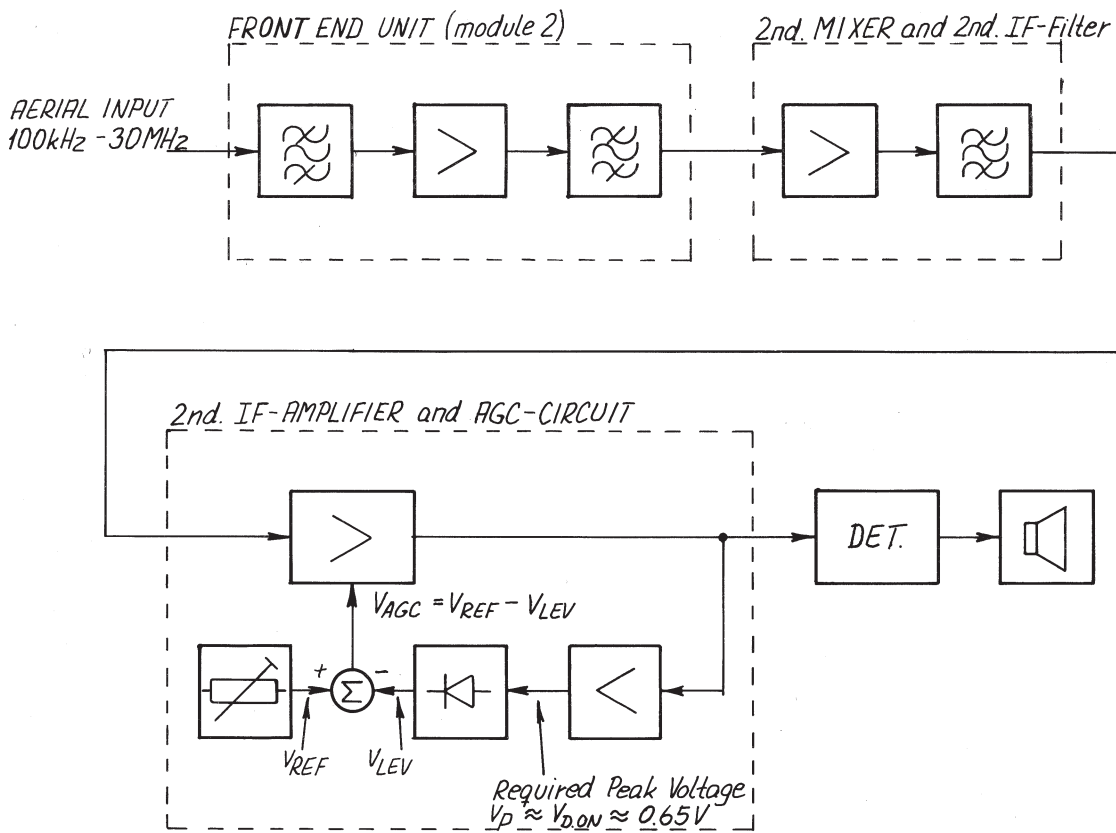 FRONT END UNIT (module 2)
2nd. MIXER and 2nd. IF-Filter
AERIAL INPUT
100kHz - 30MHz
2nd. IF-AMPLIFIER and AGC-CIRCUIT
DET.
V_AGC = V_REF - V_LEV
+
-
Σ
V_REF
V_LEV
Required Peak Voltage
V_P ≈ V_D.ON ≈ 0.65V